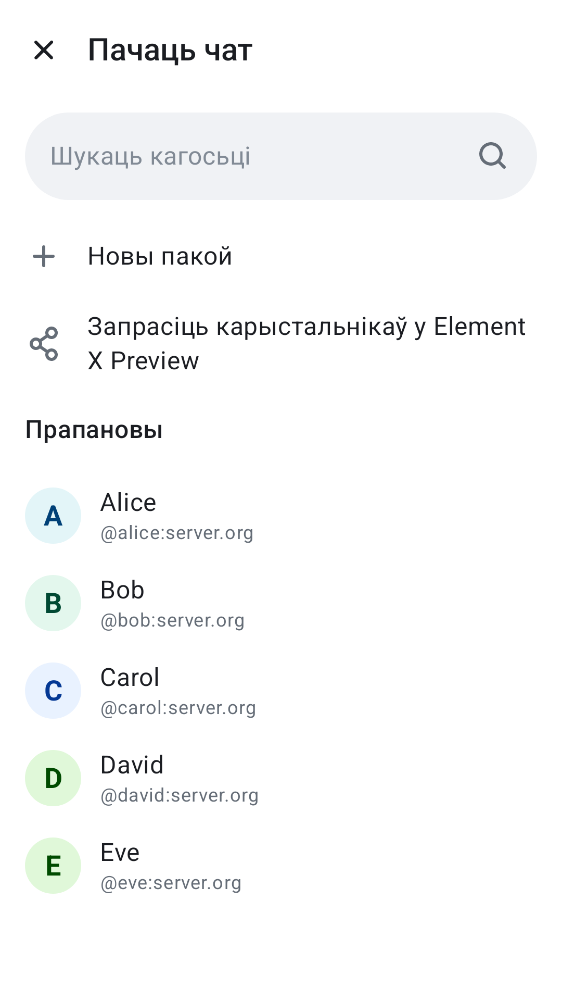 Пачаць чат
Шукаць кагосьці
Новы пакой
Запрасіць карыстальнікаў у Element
X Preview
Прапановы
A
Alice
@alice:server.org
B
Bob
@bob:server.org
C
Carol
@carol:server.org
D
David
@david:server.org
E
Eve
@eve:server.org